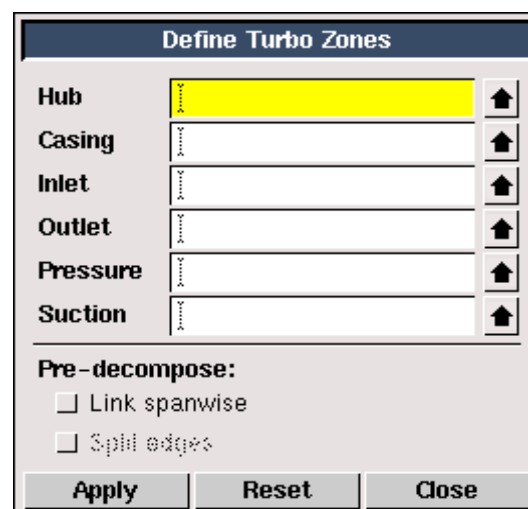 Define Turbo Zones
Hub
Casing
Inlet
Outlet
Pressure
Suction
Pre-decompose:
Link spanwise
Split edges
Apply Reset Close